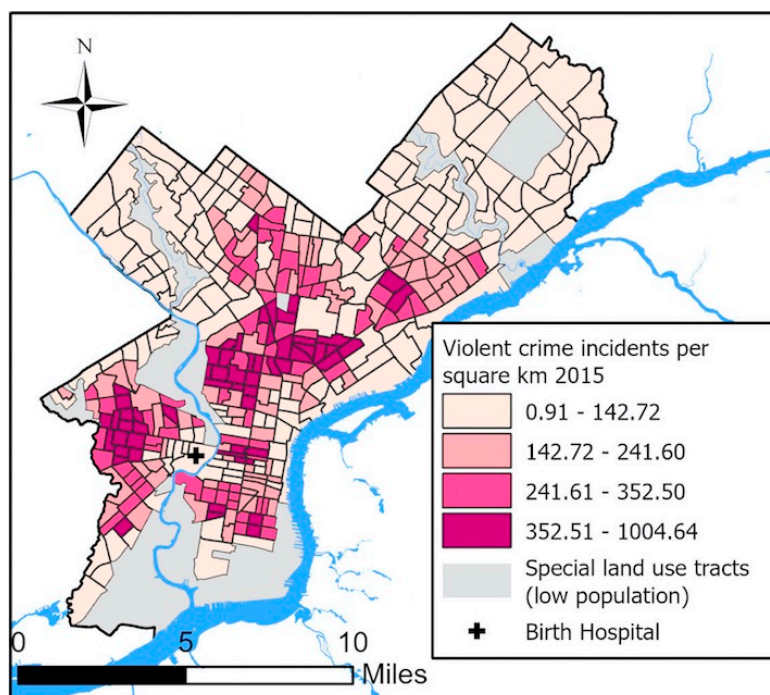 N
Violent crime incidents per
square km 2015
0.91 - 142.72
142.72 - 241.60
241.61 - 352.50
352.51 - 1004.64
Special land use tracts
(low population)
Birth Hospital
0 5 10
Miles